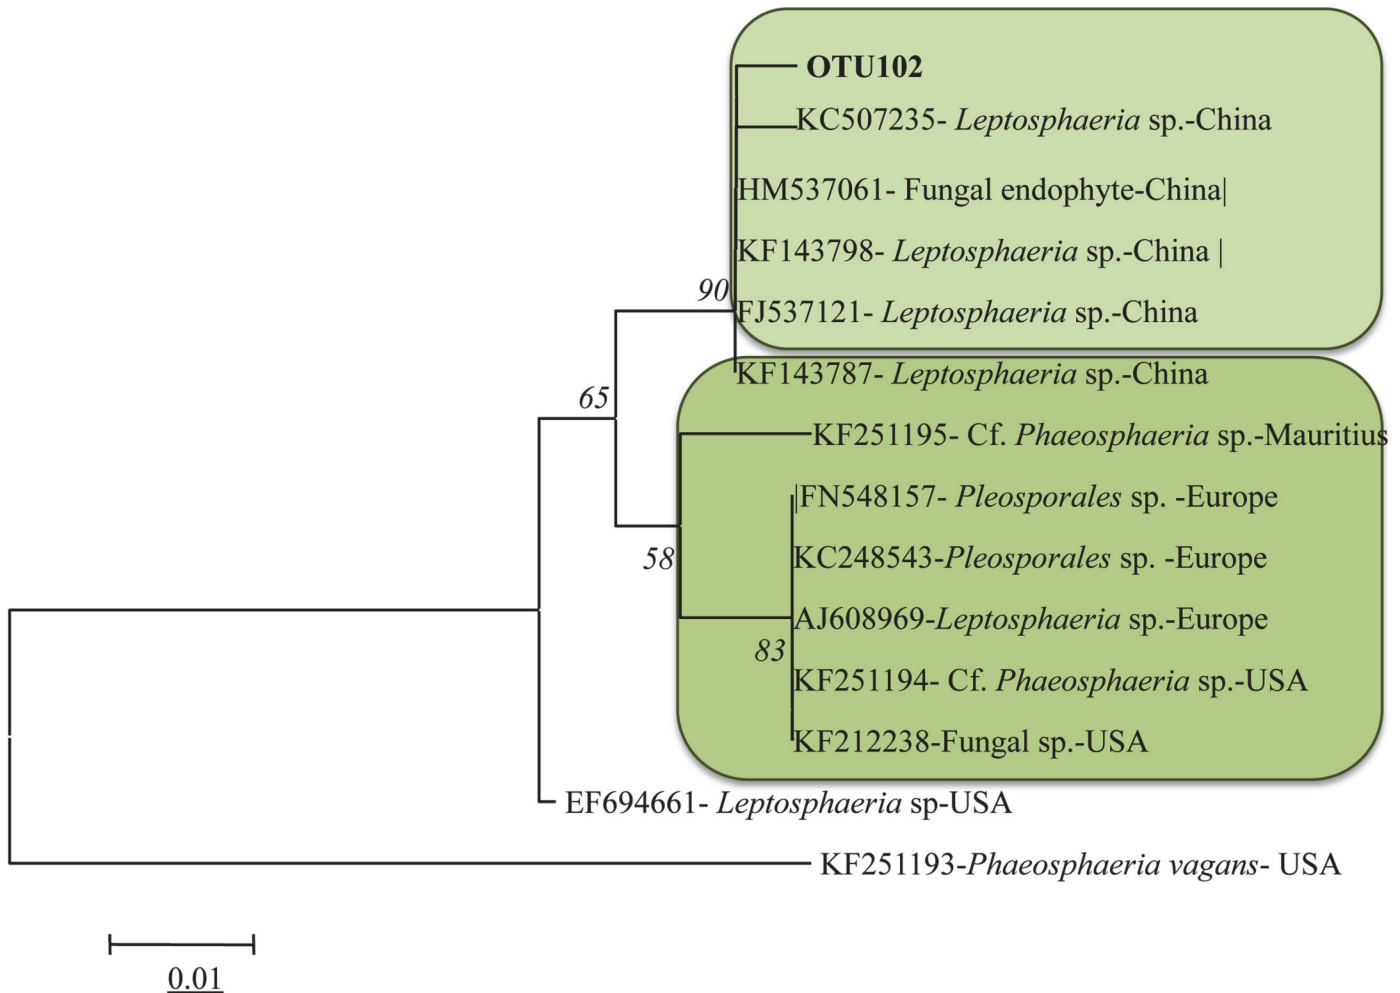 OTU102
KC507235- Leptosphaeria sp.-China
HM537061- Fungal endophyte-China|
KF143798- Leptosphaeria sp.-China |
90
FJ537121- Leptosphaeria sp.-China
KF143787- Leptosphaeria sp.-China
65
KF251195- Cf. Phaeosphaeria sp.-Mauritius
|FN548157- Pleosporales sp. -Europe
58
KC248543-Pleosporales sp. -Europe
AJ608969-Leptosphaeria sp.-Europe
83
KF251194- Cf. Phaeosphaeria sp.-USA
KF212238-Fungal sp.-USA
EF694661- Leptosphaeria sp-USA
KF251193-Phaeosphaeria vagans- USA
0.01